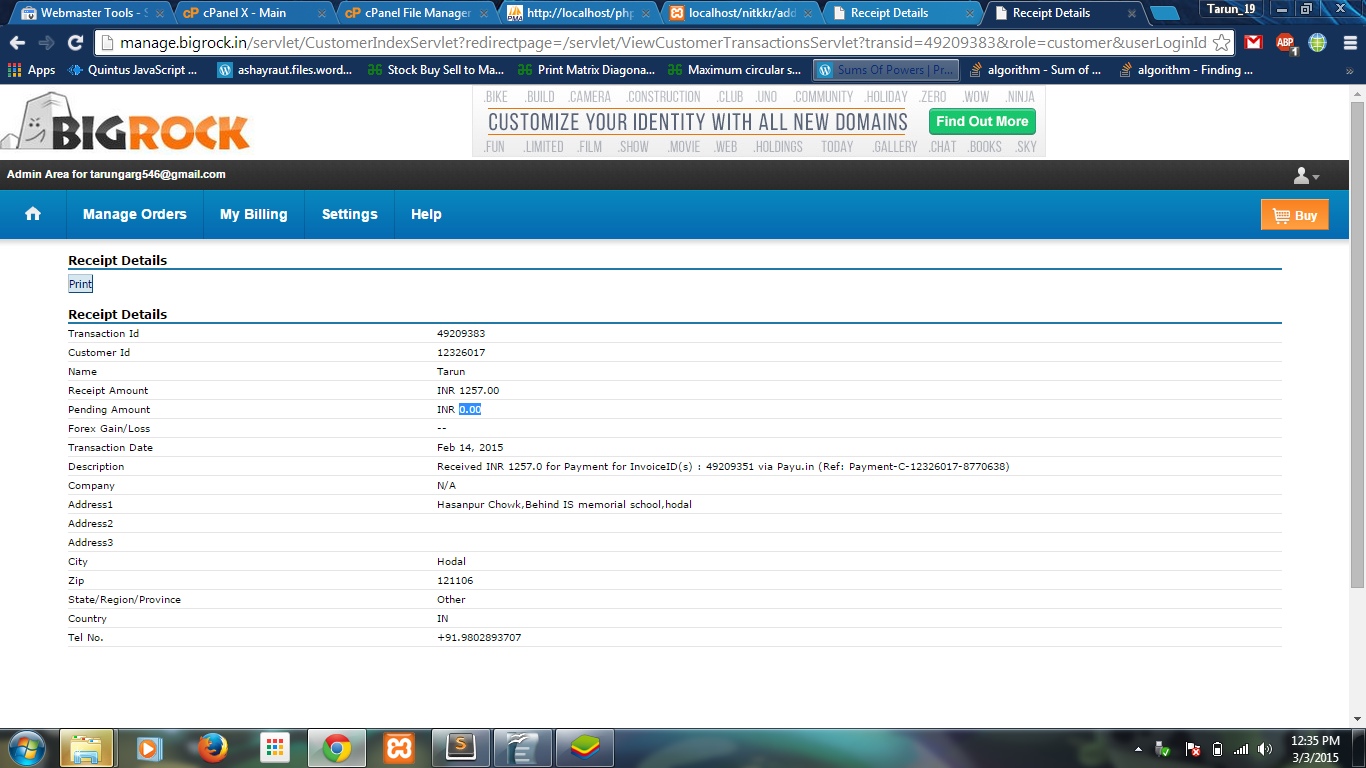 Webmaster Tools - S
cPanel X - Main
cPanel File Manager
http://localhost/php
localhost/nitkkr/add
Receipt Details
Receipt Details
Tarun_19
manage.bigrock.in/servlet/CustomerIndexServlet?redirectpage=/servlet/ViewCustomerTransactionsServlet?transid=49209383&role=customer&userLoginId
ABP 1
Apps Quintus JavaScript ... ashayraut.files.word... Stock Buy Sell to Ma... Print Matrix Diagona... Maximum circular s... Sums Of Powers | Pr... algorithm - Sum of ... algorithm - Finding ... »
BIGROCK
.BIKE .BUILD .CAMERA .CONSTRUCTION .CLUB .UNO .COMMUNITY .HOLIDAY .ZERO .WOW .NINJA
CUSTOMIZE YOUR IDENTITY WITH ALL NEW DOMAINS
Find Out More
.FUN .LIMITED .FILM .SHOW .MOVIE .WEB .HOLDINGS TODAY .GALLERY .CHAT .BOOKS .SKY
Admin Area for tarungarg546@gmail.com
Manage Orders My Billing Settings Help Buy
Receipt Details
Print
Receipt Details
Transaction Id 49209383
Customer Id 12326017
Name Tarun
Receipt Amount INR 1257.00
Pending Amount INR 0.00
Forex Gain/Loss --
Transaction Date Feb 14, 2015
Description Received INR 1257.0 for Payment for InvoiceID(s) : 49209351 via Payu.in (Ref: Payment-C-12326017-8770638)
Company N/A
Address1 Hasanpur Chowk,Behind IS memorial school,hodal
Address2
Address3
City Hodal
Zip 121106
State/Region/Province Other
Country IN
Tel No. +91.9802893707
12:35 PM
3/3/2015